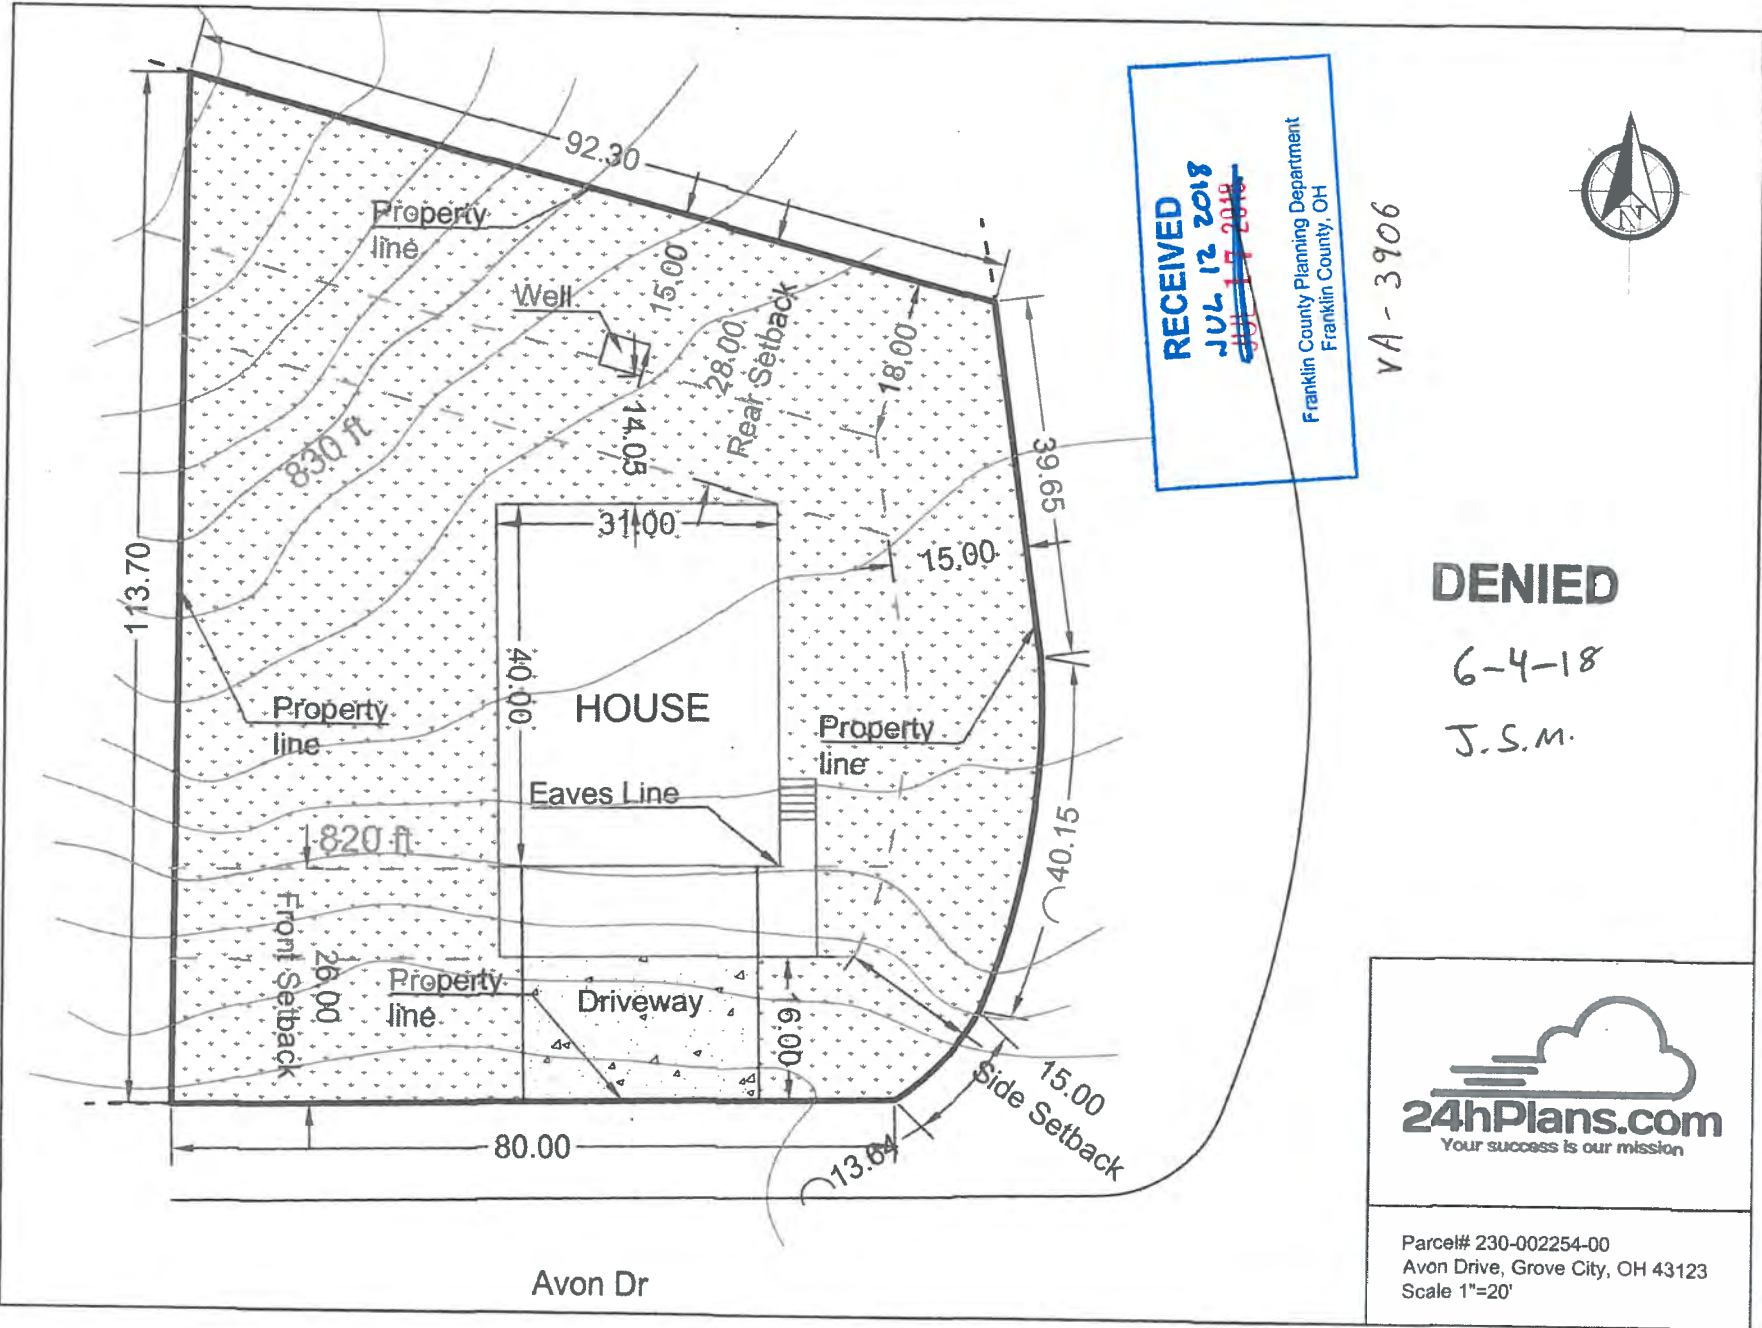 92.30
Property
line
Well
15.00
28.00
Rear Setback
18.00
14.05
830 ft
31.00
39.65
15.00
113.70
40.00
HOUSE
Property
line
Property
line
Eaves Line
820 ft
40.15
Front Setback
26.00
Property
line
Driveway
15.00
Side Setback
80.00
13.64
Avon Dr
RECEIVED
JUL 12 2018
JUL 17 2018
Franklin County Planning Department
Franklin County, OH
VA-3906
N
DENIED
6-4-18
J.S.M.
24hPlans.com
Your success is our mission
Parcel# 230-002254-00
Avon Drive, Grove City, OH 43123
Scale 1"=20'